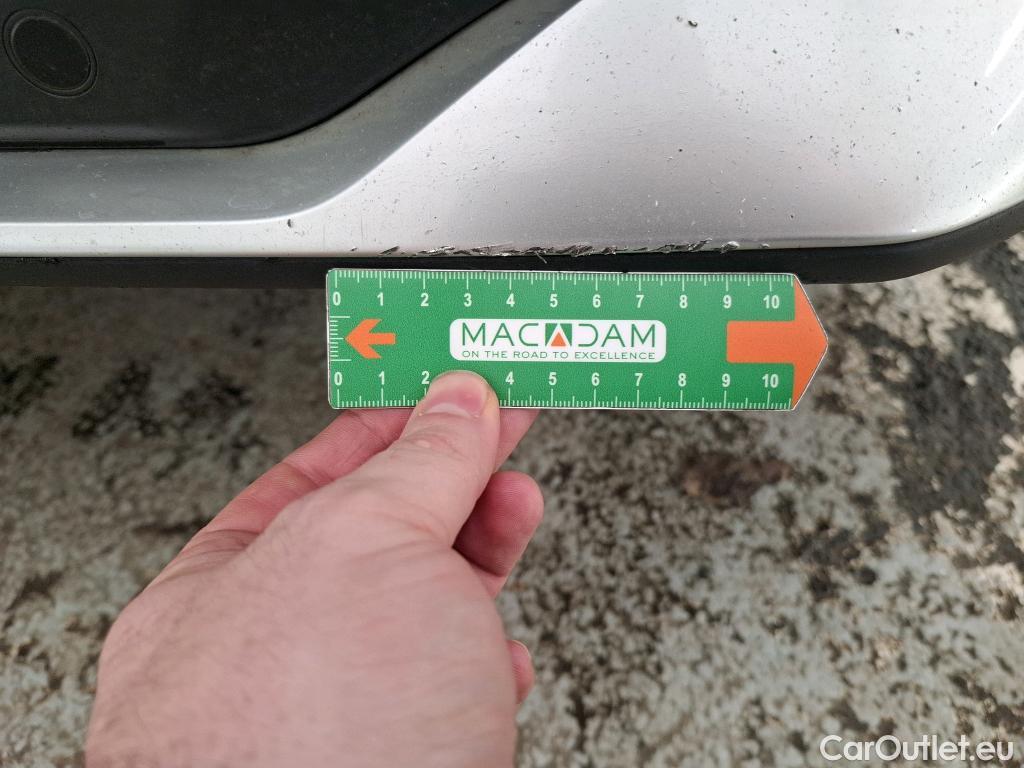 0 1 2 3 4 5 6 7 8 9 10
MACADAM
ON THE ROAD TO EXCELLENCE
0 1 2 4 5 6 7 8 9 10
CarOutlet.eu